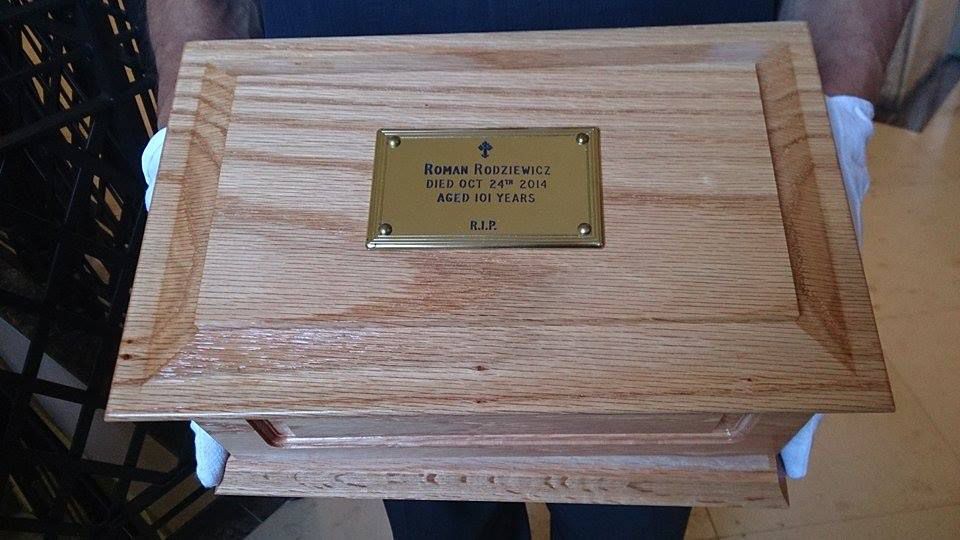 ROMAN RODZIEWICZ
DIED OCT 24TH 2014
AGED 101 YEARS
R.I.P.